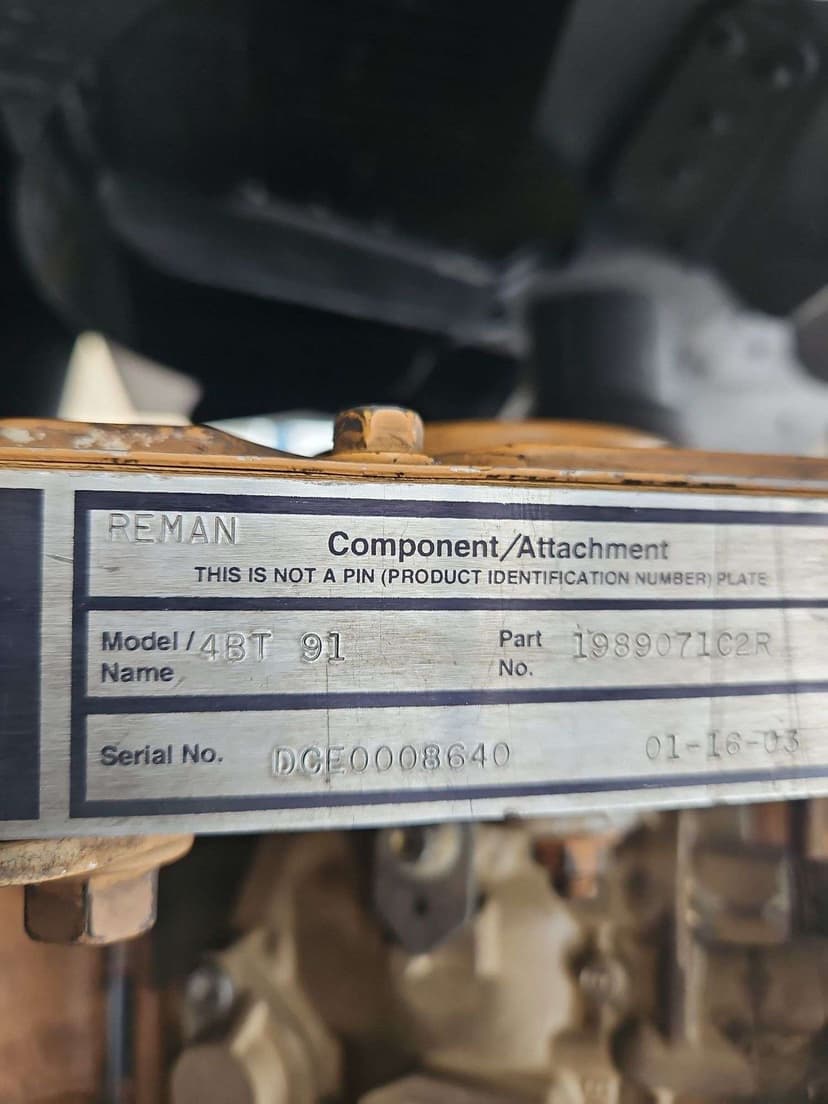 REMAN
Component/Attachment
THIS IS NOT A PIN (PRODUCT IDENTIFICATION NUMBER) PLATE
Model/Name 4BT 91 Part No. 1989071C2R
Serial No. DCE0008640 01-16-03